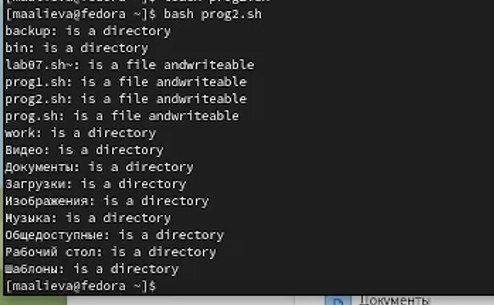 [maalieva@fedora ~]$ bash prog2.sh
backup: is a directory
bin: is a directory
lab07.sh~: is a file andwriteable
prog1.sh: is a file andwriteable
prog2.sh: is a file andwriteable
prog.sh: is a file andwriteable
work: is a directory
Видео: is a directory
Документы: is a directory
Загрузки: is a directory
Изображения: is a directory
Музыка: is a directory
Общедоступные: is a directory
Рабочий стол: is a directory
Шаблоны: is a directory
[maalieva@fedora ~]$
Документы